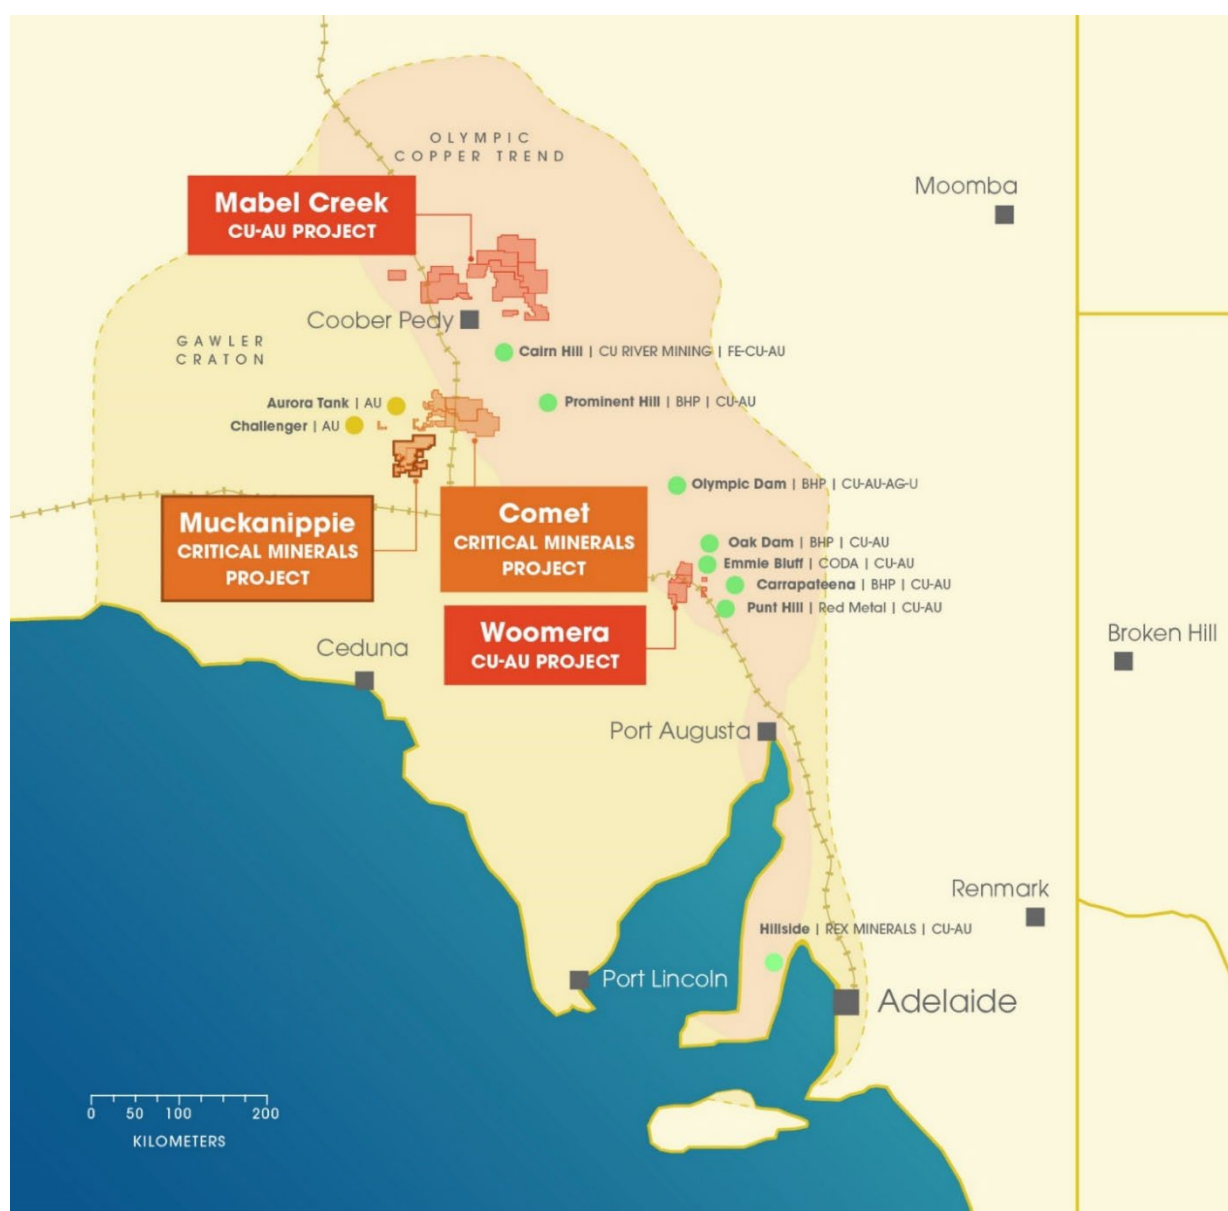 OLYMPIC
COPPER TREND
Moomba
Mabel Creek
CU-AU PROJECT
Coober Pedy
GAWLER
CRATON
Cairn Hill | CU RIVER MINING | FE-CU-AU
Aurora Tank | AU
Prominent Hill | BHP | CU-AU
Challenger | AU
Olympic Dam | BHP | CU-AU-AG-U
Muckanippie
CRITICAL MINERALS
PROJECT
Comet
CRITICAL MINERALS
PROJECT
Oak Dam | BHP | CU-AU
Emmie Bluff | CODA | CU-AU
Carrapateena | BHP | CU-AU
Punt Hill | Red Metal | CU-AU
Woomera
CU-AU PROJECT
Broken Hill
Ceduna
Port Augusta
Renmark
Hillside | REX MINERALS | CU-AU
Port Lincoln
Adelaide
0 50 100 200
KILOMETERS